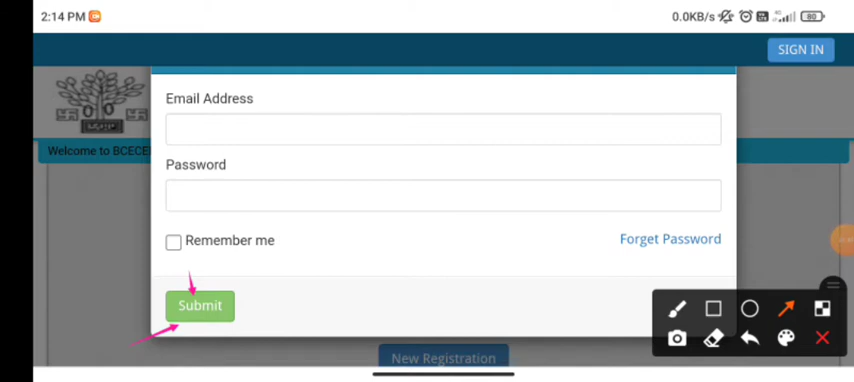 2:14 PM
0.0KB/s
80
SIGN IN
Email Address
Welcome to BCECE
Password
Remember me
Forget Password
Submit
New Registration